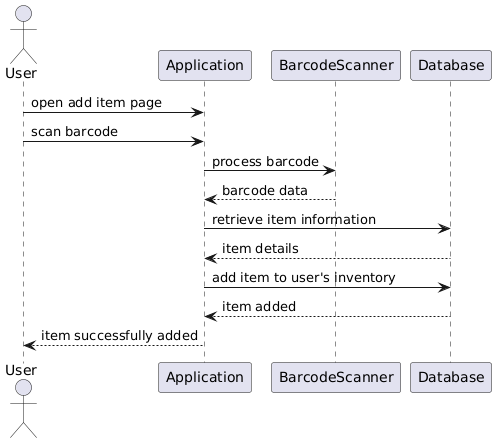 User
Application
BarcodeScanner
Database
open add item page
scan barcode
process barcode
barcode data
retrieve item information
item details
add item to user's inventory
item added
item successfully added
User
Application
BarcodeScanner
Database